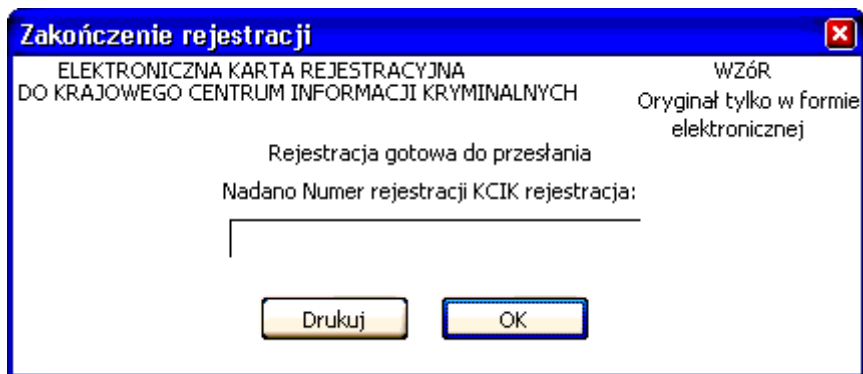 Zakończenie rejestracji
ELEKTRONICZNA KARTA REJESTRACYJNA
DO KRAJOWEGO CENTRUM INFORMACJI KRYMINALNYCH
WZóR
Oryginał tylko w formie
elektronicznej
Rejestracja gotowa do przesłania
Nadano Numer rejestracji KCIK rejestracja:
Drukuj OK